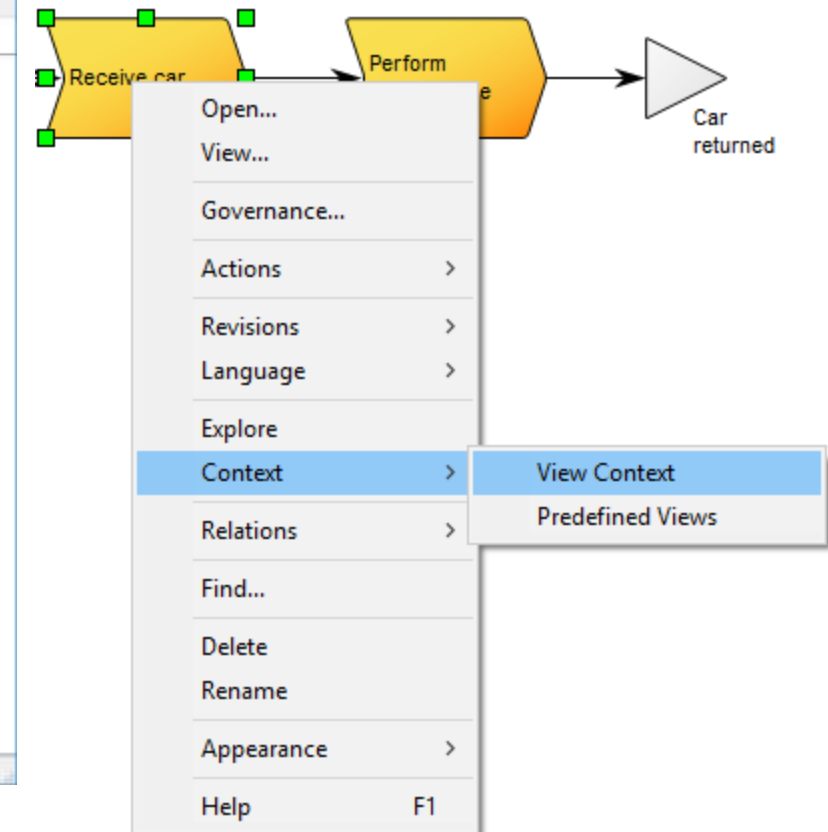 Receive car
Perform
e
Car
returned
Open...
View...
Governance...
Actions
Revisions
Language
Explore
Context
View Context
Predefined Views
Relations
Find...
Delete
Rename
Appearance
Help F1